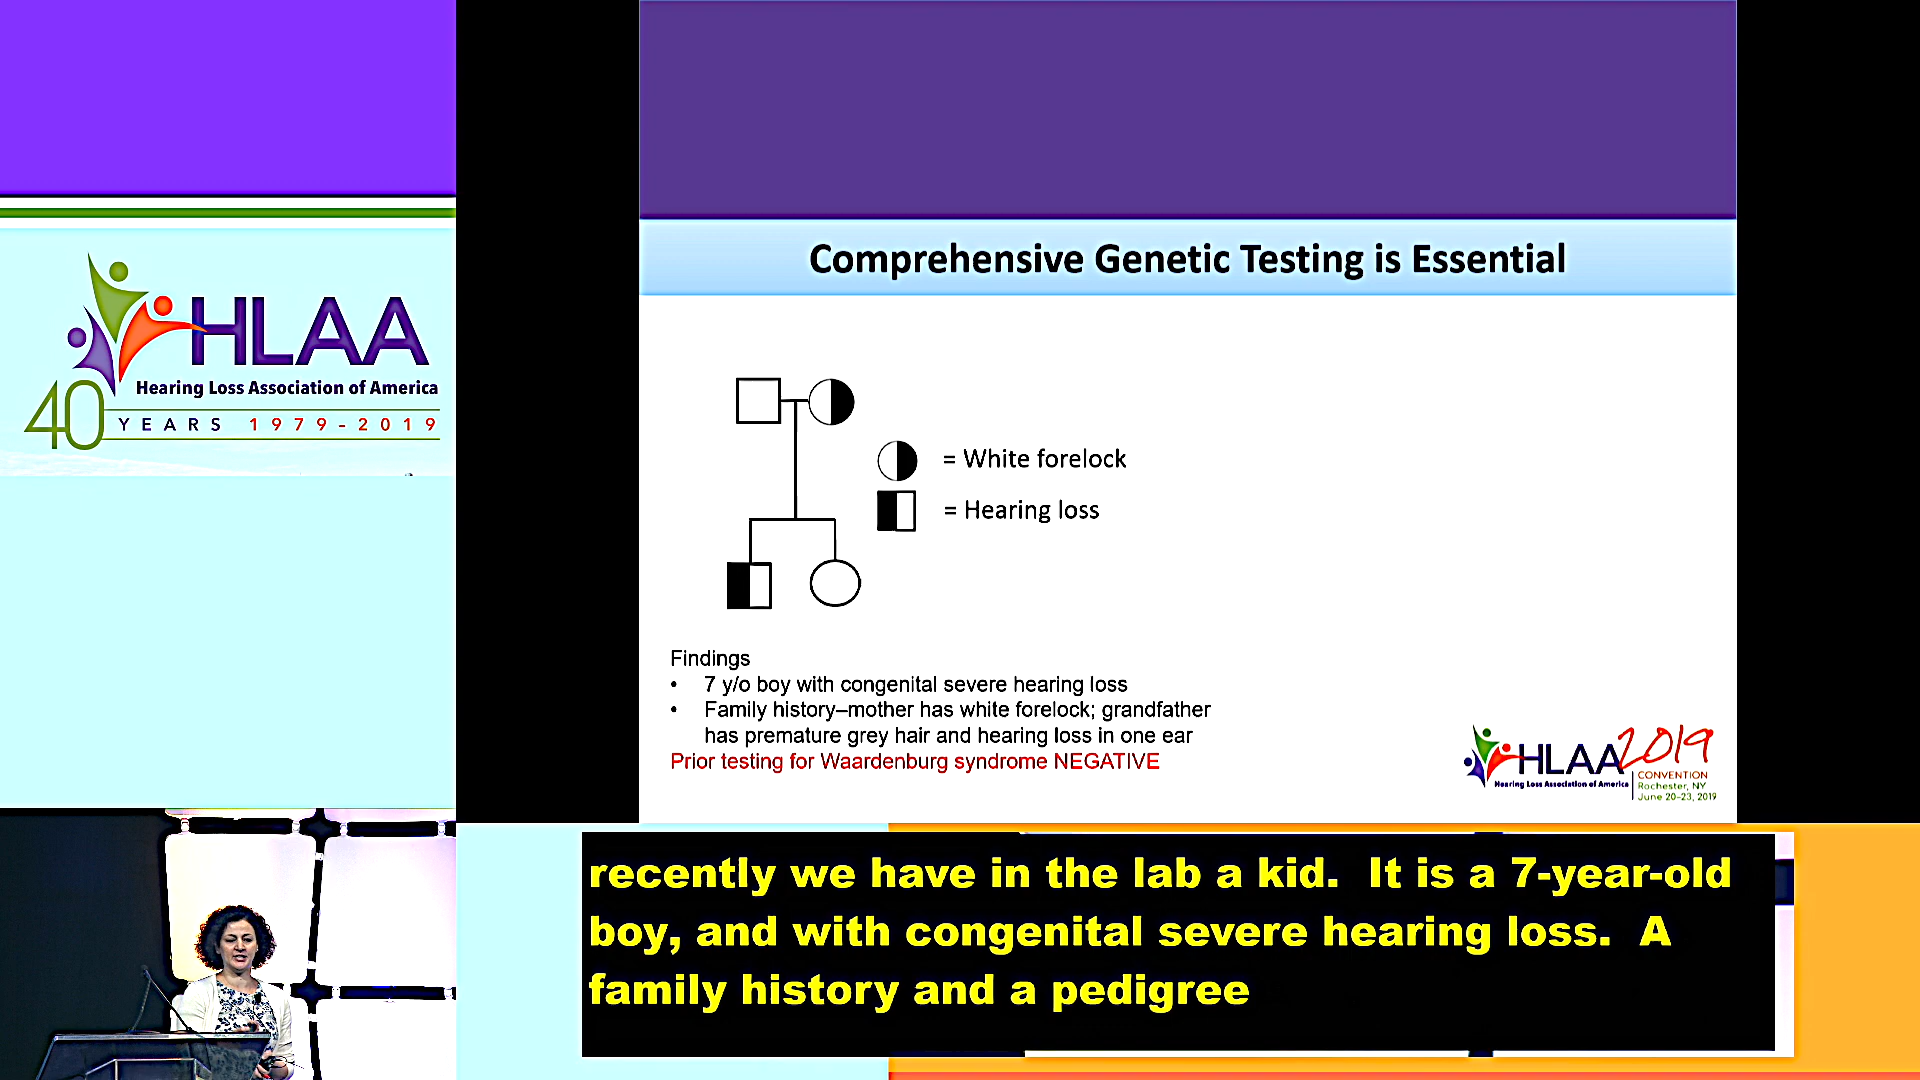 HLAA
Hearing Loss Association of America
40 YEARS 1979-2019
Comprehensive Genetic Testing is Essential
= White forelock
= Hearing loss
Findings
• 7 y/o boy with congenital severe hearing loss
• Family history–mother has white forelock; grandfather
has premature grey hair and hearing loss in one ear
Prior testing for Waardenburg syndrome NEGATIVE
HLAA 2019
Hearing Loss Association of America
CONVENTION
Rochester, NY
June 20-23, 2019
recently we have in the lab a kid. It is a 7-year-old
boy, and with congenital severe hearing loss. A
family history and a pedigree